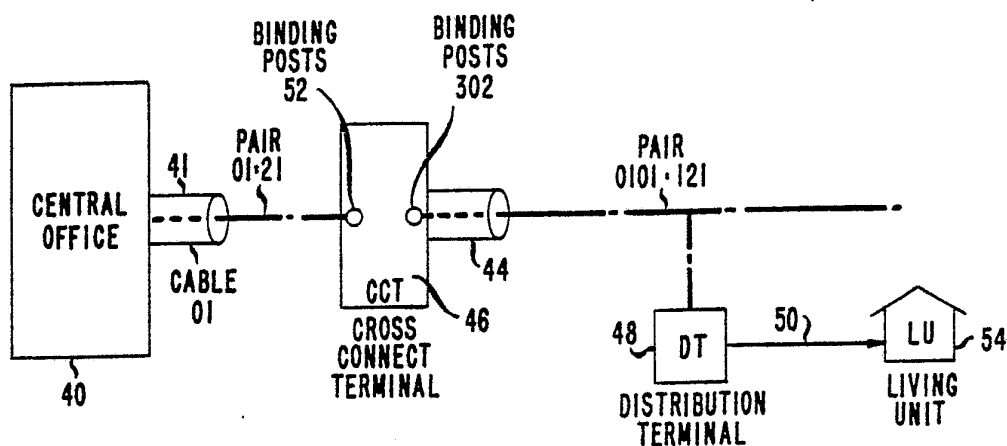 BINDING
POSTS
52
BINDING
POSTS
302
PAIR
01:21
41
CENTRAL
OFFICE
CABLE
01
40
PAIR
0101:121
44
CCT
46
CROSS
CONNECT
TERMINAL
48
DT
50
LU
54
DISTRIBUTION
TERMINAL
LIVING
UNIT